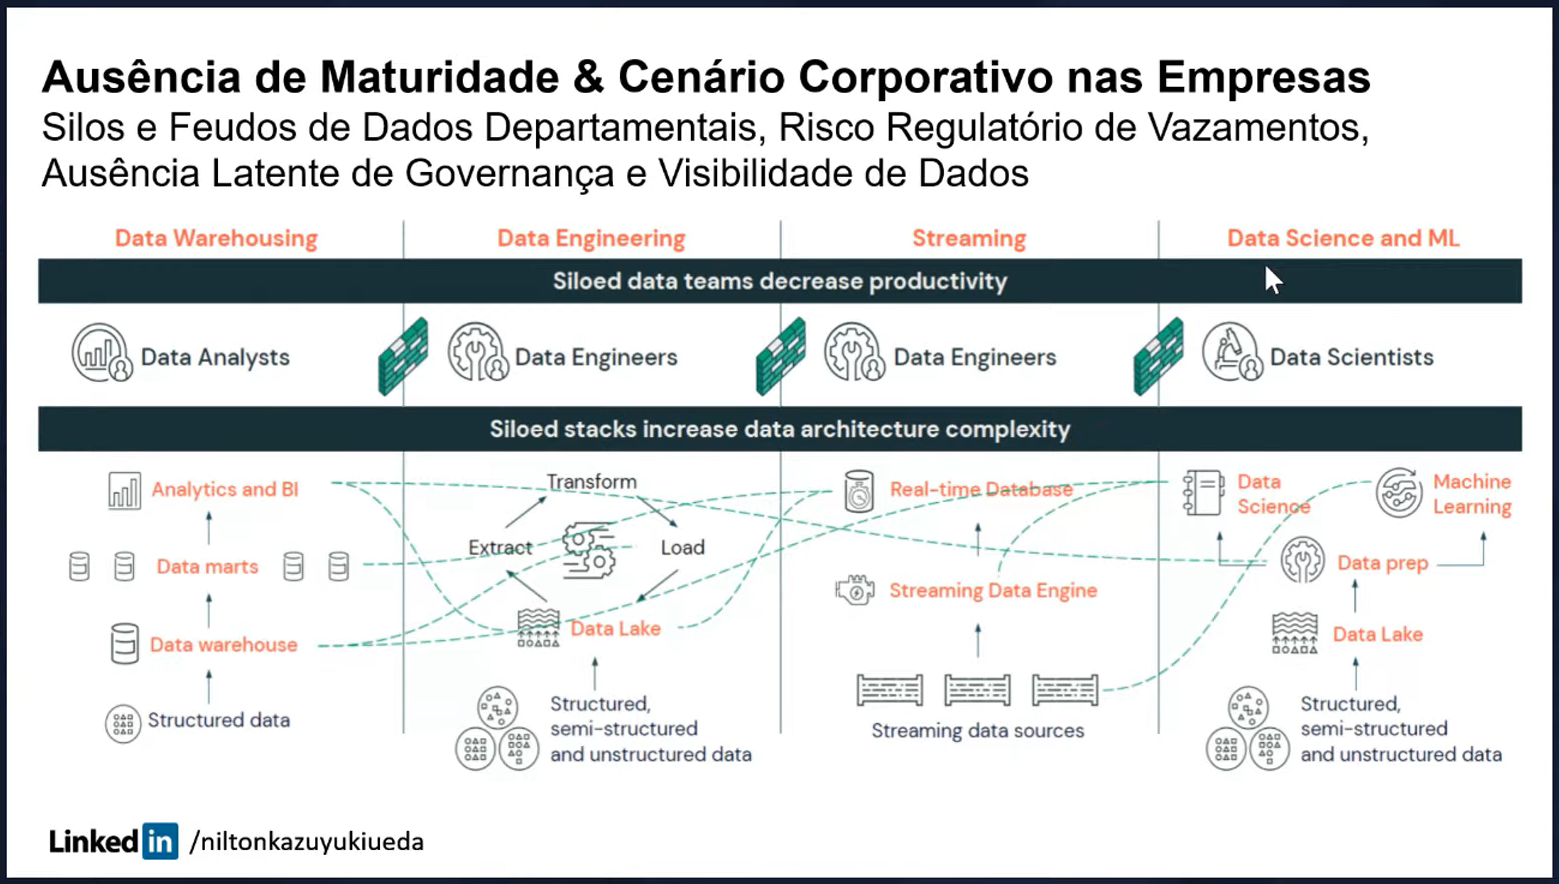 Ausência de Maturidade & Cenário Corporativo nas Empresas
Silos e Feudos de Dados Departamentais, Risco Regulatório de Vazamentos,
Ausência Latente de Governança e Visibilidade de Dados
Data Warehousing
Data Engineering
Streaming
Data Science and ML
Siloed data teams decrease productivity
Data Analysts
Data Engineers
Data Engineers
Data Scientists
Siloed stacks increase data architecture complexity
Analytics and BI
Data marts
Data warehouse
Structured data
Transform
Extract
Load
Data Lake
Structured,
semi-structured
and unstructured data
Real-time Database
Streaming Data Engine
Streaming data sources
Data
Science
Machine
Learning
Data prep
Data Lake
Structured,
semi-structured
and unstructured data
Linked in /niltonkazuyukiueda